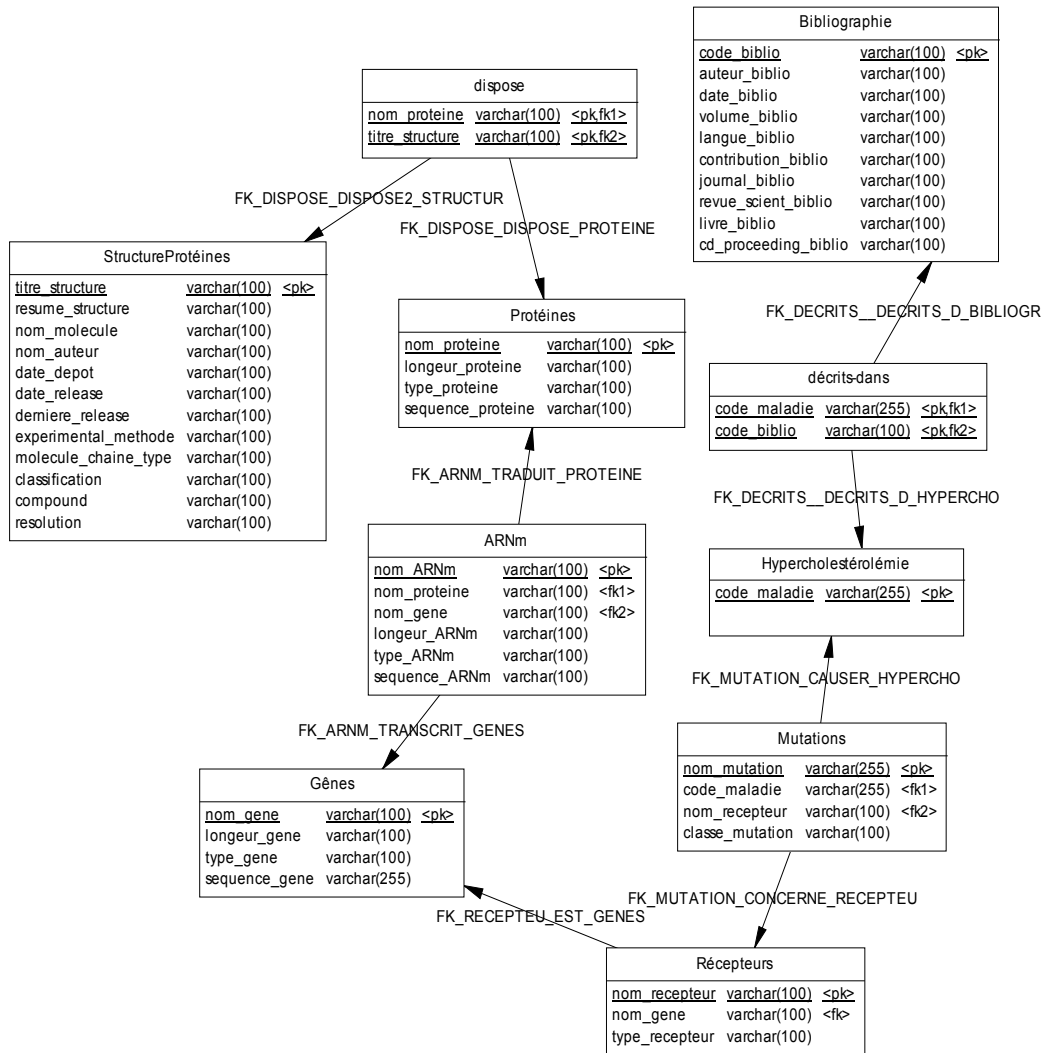 Bibliographie
code_biblio varchar(100) <pk>
auteur_biblio varchar(100)
date_biblio varchar(100)
volume_biblio varchar(100)
langue_biblio varchar(100)
contribution_biblio varchar(100)
journal_biblio varchar(100)
revue_scient_biblio varchar(100)
livre_biblio varchar(100)
cd_proceeding_biblio varchar(100)
dispose
nom_proteine varchar(100) <pk,fk1>
titre_structure varchar(100) <pk,fk2>
FK_DISPOSE_DISPOSE2_STRUCTUR
FK_DISPOSE_DISPOSE_PROTEINE
StructureProtéines
titre_structure varchar(100) <pk>
resume_structure varchar(100)
nom_molecule varchar(100)
nom_auteur varchar(100)
date_depot varchar(100)
date_release varchar(100)
derniere_release varchar(100)
experimental_methode varchar(100)
molecule_chaine_type varchar(100)
classification varchar(100)
compound varchar(100)
resolution varchar(100)
Protéines
nom_proteine varchar(100) <pk>
longeur_proteine varchar(100)
type_proteine varchar(100)
sequence_proteine varchar(100)
FK_DECRITS__DECRITS_D_BIBLIOGR
décrits-dans
code_maladie varchar(255) <pk,fk1>
code_biblio varchar(100) <pk,fk2>
FK_ARNM_TRADUIT_PROTEINE
FK_DECRITS__DECRITS_D_HYPERCHO
ARNm
nom_ARNm varchar(100) <pk>
nom_proteine varchar(100) <fk1>
nom_gene varchar(100) <fk2>
longeur_ARNm varchar(100)
type_ARNm varchar(100)
sequence_ARNm varchar(100)
Hypercholestérolémie
code_maladie varchar(255) <pk>
FK_MUTATION_CAUSER_HYPERCHO
FK_ARNM_TRANSCRIT_GENES
Mutations
nom_mutation varchar(255) <pk>
code_maladie varchar(255) <fk1>
nom_recepteur varchar(100) <fk2>
classe_mutation varchar(100)
Gênes
nom_gene varchar(100) <pk>
longeur_gene varchar(100)
type_gene varchar(100)
sequence_gene varchar(255)
FK_MUTATION_CONCERNE_RECEPTEU
FK_RECEPTEU_EST_GENES
Récepteurs
nom_recepteur varchar(100) <pk>
nom_gene varchar(100) <fk>
type_recepteur varchar(100)